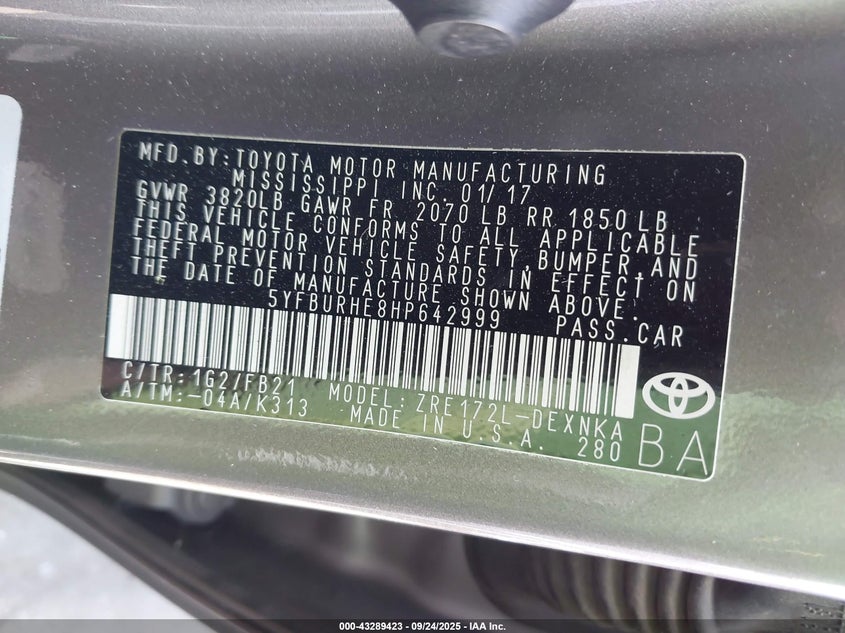 MFD.BY:TOYOTA MOTOR MANUFACTURING
MISSISSIPPI INC. 01/17
GVWR 3820LB GAWR FR 2070 LB RR 1850 LB
THIS VEHICLE CONFORMS TO ALL APPLICABLE
FEDERAL MOTOR VEHICLE SAFETY,BUMPER,AND
THEFT PREVENTION STANDARDS IN EFFECT ON
THE DATE OF MANUFACTURE SHOWN ABOVE.
5YFBURHE8HP642999 PASS.CAR
C/TR:1G2/FB21 MODEL:ZRE172L-DEXNKA
A/TM:-04A/K313 MADE IN U.S.A. 280
BA
000-43289423 - 09/24/2025 - IAA Inc.